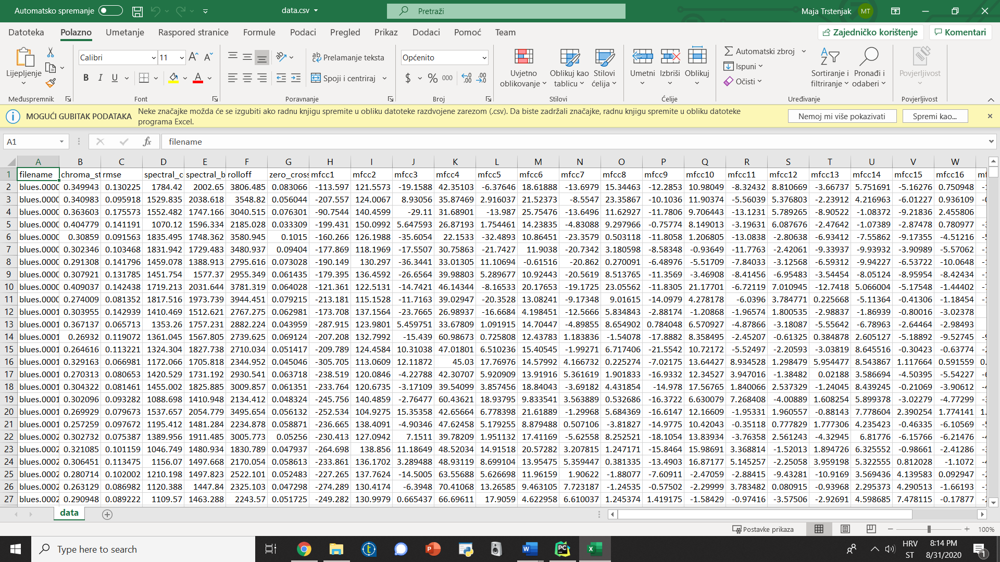 Automatsko spremanje
data.csv
Pretraži
Maja Trstenjak MT
Datoteka Polazno Umetanje Raspored stranice Formule Podaci Pregled Prikaz Dodaci Pomoć Team
Zajedničko korištenje Komentari
Lijepljenje
Međuspremnik
Calibri 11
B I U
Font
Prelamanje teksta
Spoji i centriraj
Poravnanje
Općenito
$ % 000
Broj
Uvjetno oblikovanje
Oblikuj kao tablicu
Stilovi ćelija
Stilovi
Umetni Izbriši Oblikuj
Ćelije
Automatski zbroj
Ispuni
Očisti
Sortiranje i filtriranje
Pronađi i odaberi
Uređivanje
Povjerljivost
Povjerljivost
MOGUĆI GUBITAK PODATAKA
Neke značajke možda će se izgubiti ako radnu knjigu spremite u obliku datoteke razdvojene zarezom (.csv). Da biste zadržali značajke, radnu knjigu spremite u obliku datoteke
programa Excel.
Nemoj mi više pokazivati
Spremi kao...
A1 fx filename
A B C D E F G H I J K L M N O P Q R S T U V W
1 filename chroma_st rmse spectral_c spectral_b rolloff zero_cross mfcc1 mfcc2 mfcc3 mfcc4 mfcc5 mfcc6 mfcc7 mfcc8 mfcc9 mfcc10 mfcc11 mfcc12 mfcc13 mfcc14 mfcc15 mfcc16
2 blues.0000 0.349943 0.130225 1784.42 2002.65 3806.485 0.083066 -113.597 121.5573 -19.1588 42.35103 -6.37646 18.61888 -13.6979 15.34463 -12.2853 10.98049 -8.32432 8.810669 -3.66737 5.751691 -5.16276 0.750948
3 blues.0000 0.340983 0.095918 1529.835 2038.618 3548.82 0.056044 -207.557 124.0067 8.93056 35.87469 2.916037 21.52373 -8.5547 23.35867 -10.1036 11.90374 -5.56039 5.376803 -2.23912 4.216963 -6.01227 0.936109
4 blues.0000 0.363603 0.175573 1552.482 1747.166 3040.515 0.076301 -90.7544 140.4599 -29.11 31.68901 -13.987 25.75476 -13.6496 11.62927 -11.7806 9.706443 -13.1231 5.789265 -8.90522 -1.08372 -9.21836 2.455806
5 blues.0000 0.404779 0.141191 1070.12 1596.334 2185.028 0.033309 -199.431 150.0992 5.647593 26.87193 1.754461 14.23835 -4.83088 9.297966 -0.75774 8.149013 -3.19631 6.087676 -2.47642 -1.07389 -2.87478 0.780977
6 blues.0000 0.30859 0.091563 1835.495 1748.362 3580.945 0.1015 -160.266 126.1988 -35.6054 22.1533 -32.4893 10.86451 -23.3579 0.503118 -11.8058 1.206805 -13.0838 -2.80638 -6.93412 -7.55862 -9.17355 -4.51216
7 blues.0000 0.302346 0.103468 1831.942 1729.483 3480.937 0.09404 -177.869 118.1969 -17.5507 30.75863 -21.7427 11.9038 -20.7342 3.180598 -8.58348 -0.93649 -11.7763 -2.42061 -9.33937 -9.93932 -3.90989 -5.57062
8 blues.0000 0.291308 0.141796 1459.078 1388.913 2795.616 0.073028 -190.149 130.297 -36.3441 33.01305 11.10694 -0.61516 -20.862 0.270091 -6.48976 -5.51709 -7.84033 -3.12568 -6.59312 -9.94227 -6.53722 -10.0648
9 blues.0000 0.307921 0.131785 1451.754 1577.37 2955.349 0.061435 -179.395 136.4592 -26.6564 39.98803 5.289677 10.92443 -20.5619 8.513765 -11.3569 -3.46908 -8.41456 -6.95483 -3.54454 -8.05124 -8.95954 -8.42434
10 blues.0000 0.409037 0.142438 1719.213 2031.644 3781.319 0.064028 -121.361 122.5131 -14.7421 46.14344 -8.16533 20.17653 -19.1725 23.05562 -11.8305 21.17701 -6.72119 7.010945 -12.7418 5.066004 -5.17548 -1.44402
11 blues.0000 0.274009 0.081352 1817.516 1973.739 3944.451 0.079215 -213.181 115.1528 -11.7163 39.02947 -20.3528 13.08241 -9.17348 9.01615 -14.0979 4.278178 -6.0396 3.784771 0.225668 -5.11364 -0.41306 -1.18454
12 blues.0001 0.303955 0.142939 1410.469 1512.621 2767.275 0.062981 -173.708 137.1564 -23.7665 26.98937 -16.6684 4.198451 -12.5666 5.834843 -2.88174 -1.20868 -1.96574 1.800535 -2.98837 -1.86939 -0.80016 -3.02378
13 blues.0001 0.367137 0.065713 1353.26 1757.231 2882.224 0.043959 -287.915 123.9801 5.459751 33.67809 1.091915 14.70447 -4.89855 8.654902 0.784048 6.570927 -4.87866 -3.18087 -5.55642 -6.78963 -2.64464 -2.98493
14 blues.0001 0.26932 0.119072 1361.045 1567.805 2739.625 0.069124 -207.208 132.7992 -15.439 60.98673 0.725808 12.43783 1.183836 -1.54078 -17.8882 8.358495 -2.45207 -0.61325 0.384878 2.605127 -5.18892 -9.52745
15 blues.0001 0.264616 0.113221 1324.304 1827.738 2710.034 0.051417 -209.789 124.4584 10.31038 47.01801 6.510236 15.40545 -1.99271 6.717406 -21.5542 10.72172 -5.52497 -2.20593 -3.03819 8.645516 -0.30423 -0.63774
16 blues.0001 0.329163 0.066981 1172.066 1705.818 2344.952 0.045046 -305.705 113.0609 12.11872 45.03 17.76976 14.57992 4.166732 0.225274 -7.02175 13.64427 8.934528 1.298479 5.954477 8.543867 1.117664 0.591559
17 blues.0001 0.270313 0.080653 1420.529 1731.192 2930.541 0.063718 -238.519 120.0846 -4.22788 42.30707 5.920909 13.91916 5.361619 1.901833 -16.9332 12.34527 3.947016 -1.38482 0.02188 3.586694 -4.50395 -5.54227
18 blues.0001 0.304322 0.081461 1455.002 1825.885 3009.857 0.061351 -233.764 120.6735 -3.17109 39.54099 3.857456 18.84043 -3.69182 4.431854 -14.978 17.56765 1.840066 2.537329 -1.24045 8.439245 -0.21069 -3.90612
19 blues.0001 0.302096 0.093282 1088.698 1410.948 2134.412 0.048324 -245.756 140.4859 -2.76477 60.43621 18.93795 9.833541 3.563889 0.532686 -16.3722 6.630079 7.268408 -4.00889 1.608254 5.899378 -3.02279 -4.77299
20 blues.0001 0.269929 0.079673 1537.657 2054.779 3495.654 0.056132 -252.534 104.9275 15.35358 42.65664 6.778398 21.61889 -1.29968 5.684369 -16.6147 12.16609 -1.95331 1.960557 -0.88143 7.778604 2.390254 1.774141
21 blues.0001 0.257259 0.097672 1195.412 1481.284 2234.878 0.058871 -236.665 138.4091 -4.90346 47.62458 5.179255 8.879488 0.507106 -3.81827 -14.9775 10.42043 -0.35118 0.777829 1.777306 4.235423 -0.46335 -6.10569
22 blues.0002 0.302732 0.075387 1389.956 1911.485 3005.773 0.05256 -230.413 127.0942 7.1511 39.78209 1.951132 17.41169 -5.62558 8.252521 -18.1054 13.83934 -3.76358 2.561243 -4.32945 6.81776 -6.15766 -6.21476
23 blues.0002 0.321085 0.101159 1046.749 1480.934 1830.789 0.047937 -264.698 138.856 11.18649 48.52034 14.91518 20.57282 3.207815 1.247171 -15.8464 15.98691 3.368814 -1.52013 1.894726 6.325552 -0.98661 -2.41286
24 blues.0002 0.306451 0.113475 1156.07 1497.668 2170.054 0.058613 -233.861 136.1702 3.289488 48.93119 8.699104 13.95475 5.359447 0.381335 -13.4903 16.87177 5.145257 -2.25058 3.959198 5.322555 0.812028 -1.1072
25 blues.0002 0.280714 0.102002 1210.198 1497.823 2522.101 0.052483 -227.265 137.7624 -14.5005 63.55688 5.626698 11.96159 1.90622 -1.88077 -7.60911 -2.47059 -2.88415 -9.43281 -10.9169 3.569436 4.139583 0.092947
26 blues.0002 0.263129 0.086982 1120.388 1447.84 2325.103 0.047298 -274.289 130.4174 -6.3948 70.41068 13.26585 9.463105 7.723187 -1.24535 -0.57502 -2.29999 3.783482 0.080915 -0.93968 2.295373 4.290513 -1.66193
27 blues.0002 0.290948 0.089222 1109.57 1463.288 2243.57 0.051725 -249.282 130.9979 0.665437 66.69611 17.9059 4.622958 6.610037 1.245374 1.419175 -1.58429 -0.97416 -3.57506 -2.92691 4.598685 7.478115 -0.17877
data
Postavke prikaza 100%
Type here to search
HRV
ST
8:14 PM
8/31/2020
1